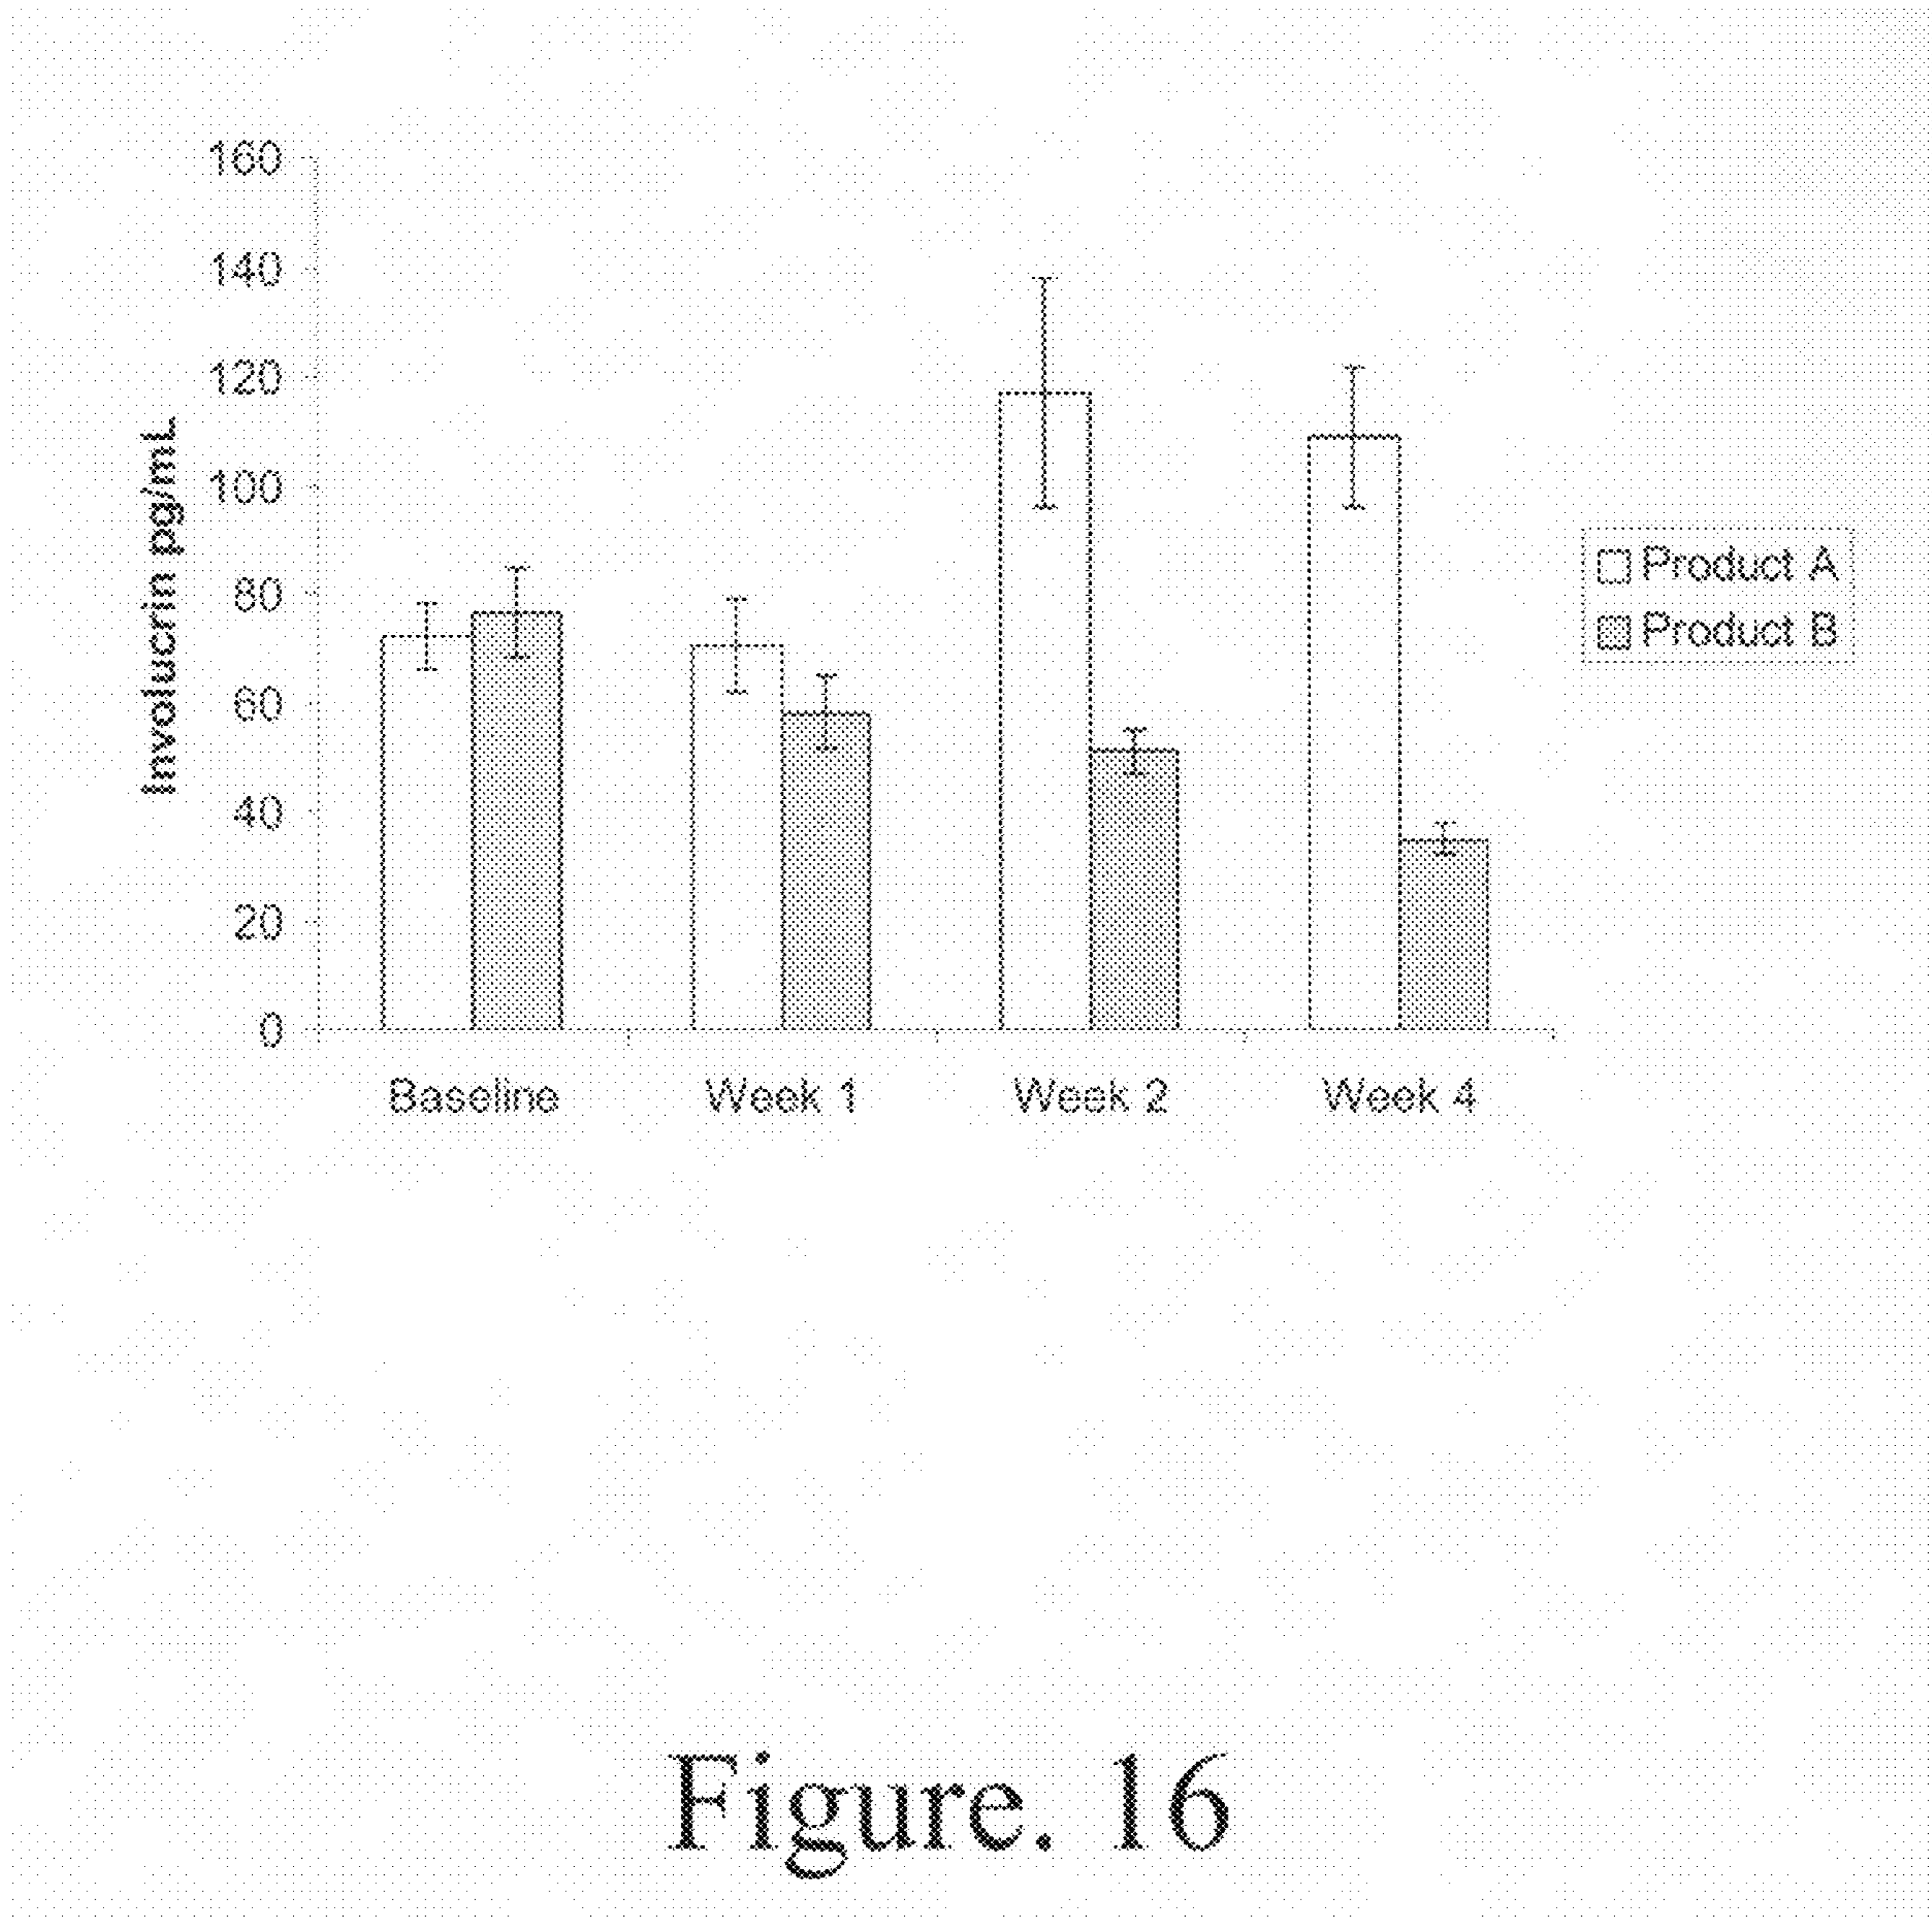 160
140
120
100
80
60
40
20
0
Involucrin pg/mL
Baseline Week 1 Week 2 Week 4
Product A
Product B
Figure. 16